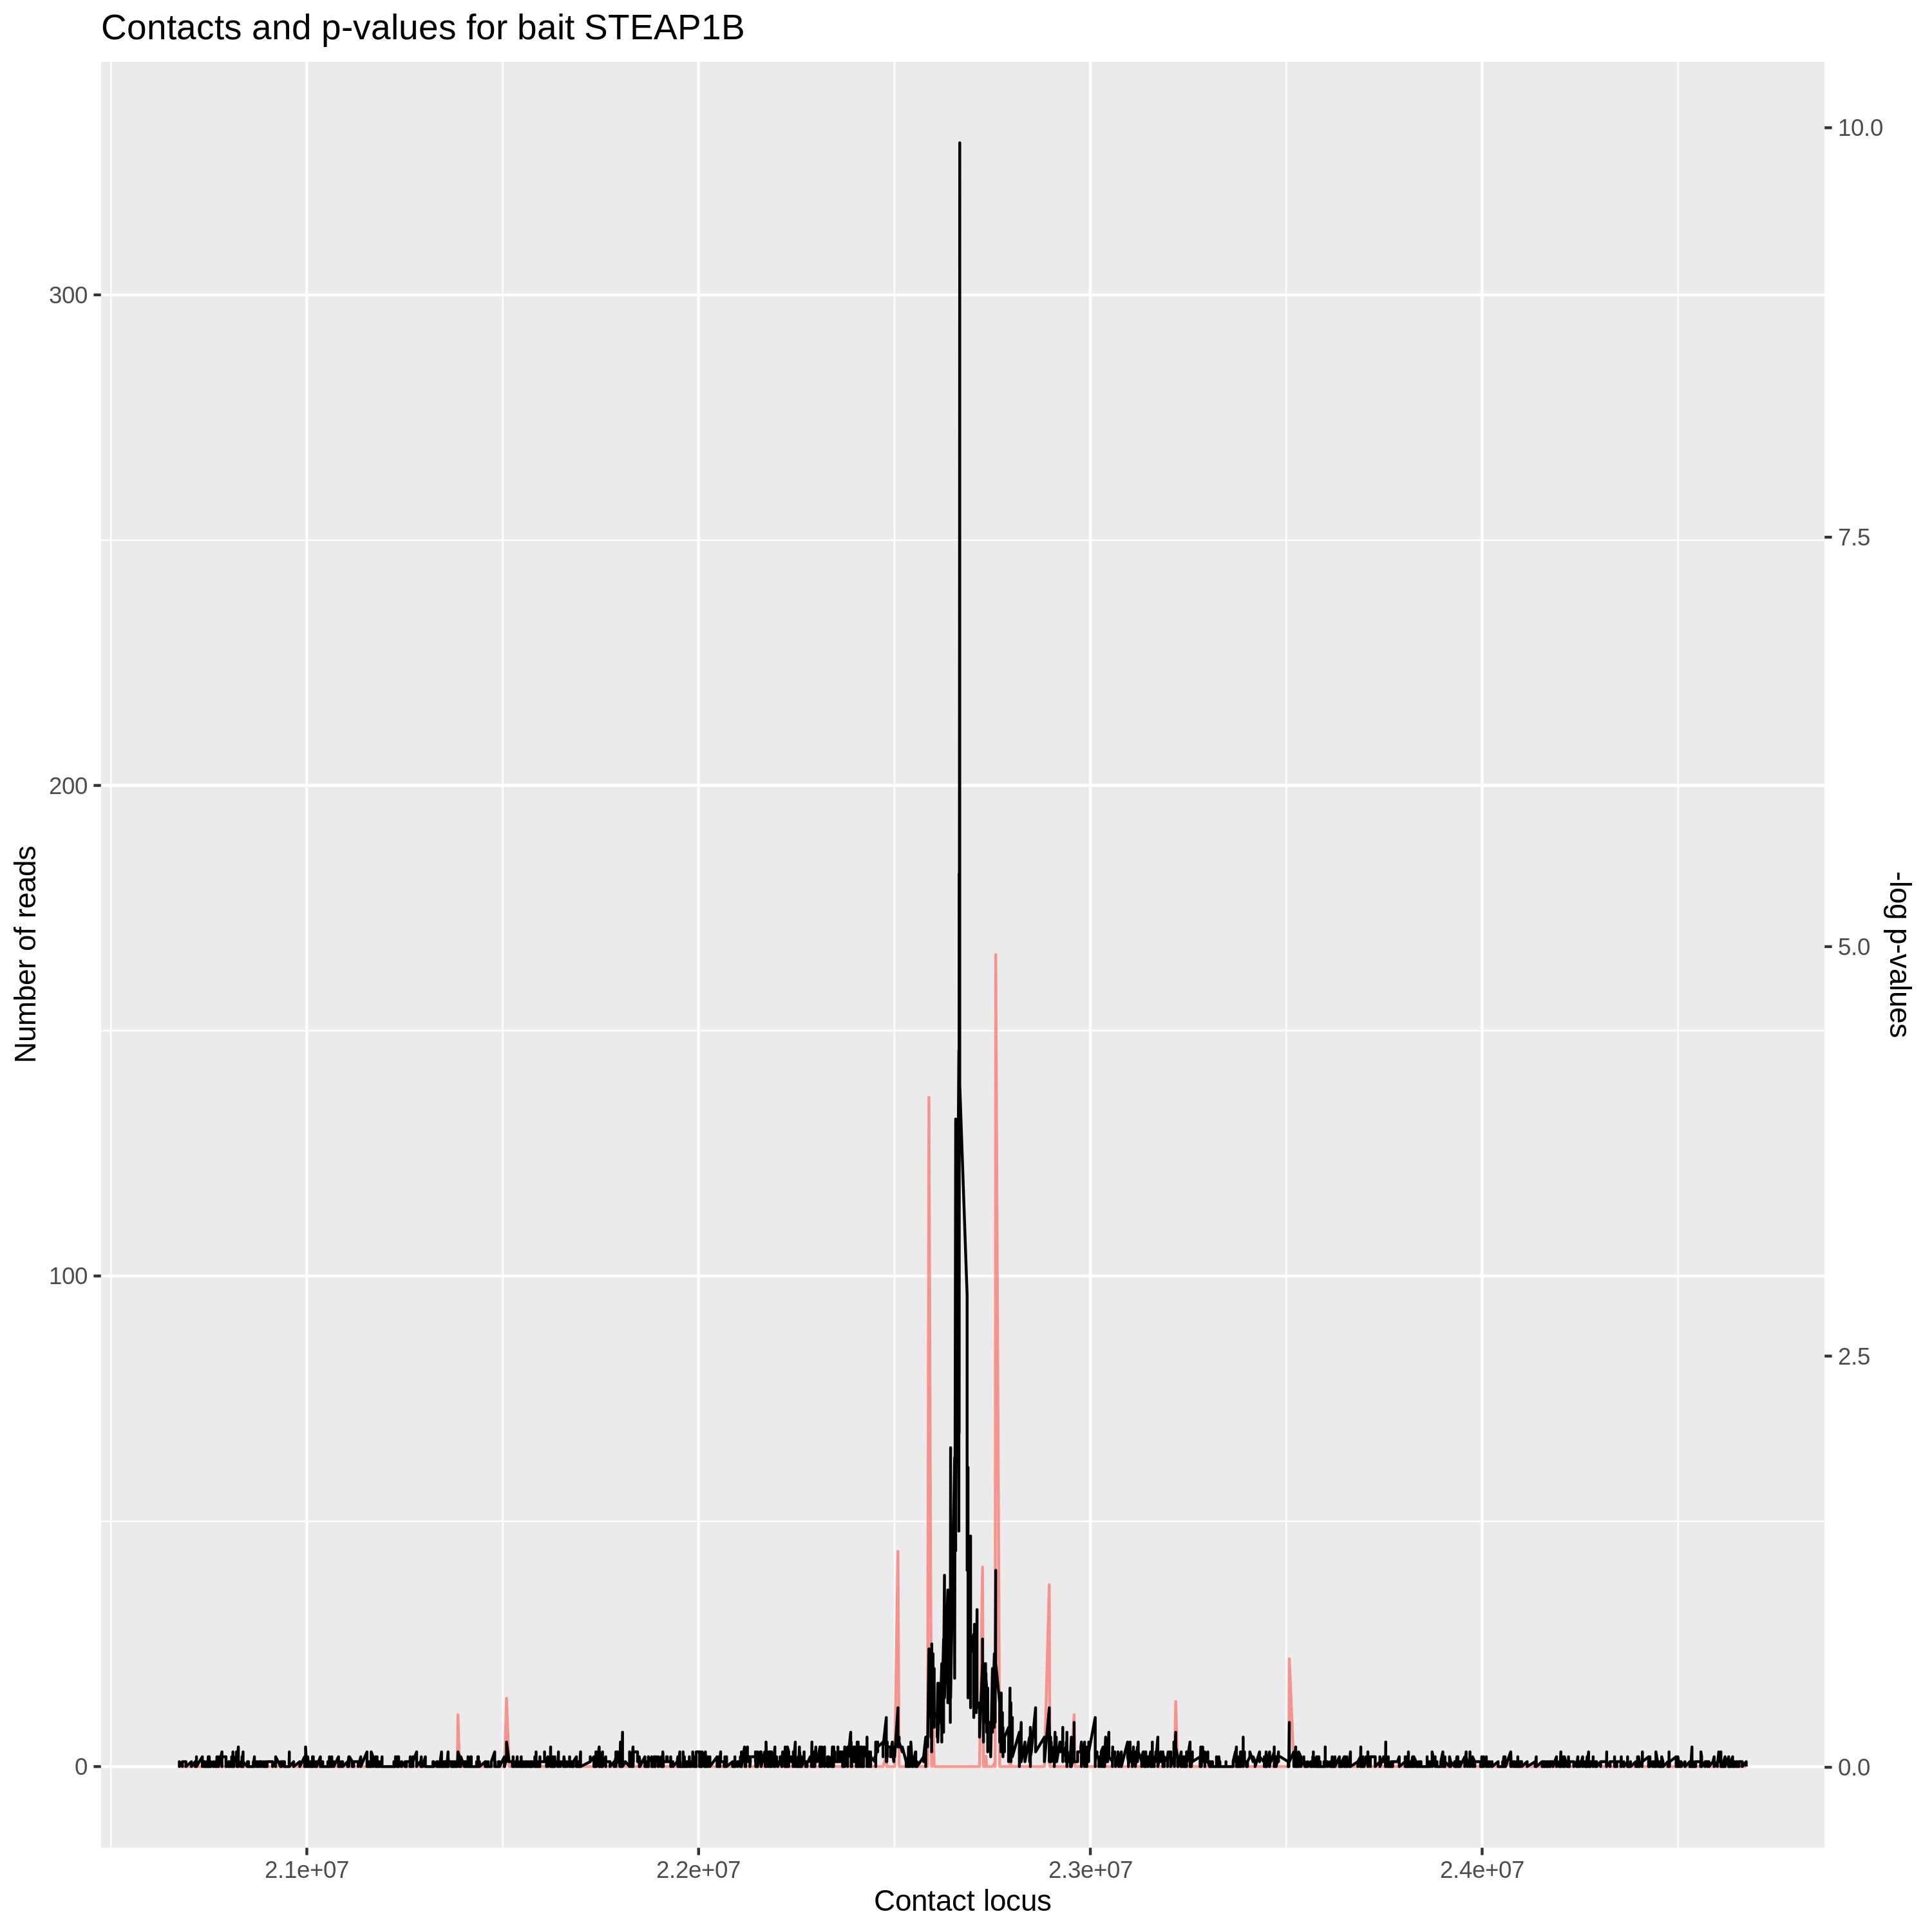 Contacts and p-values for bait STEAP1B
10.0
300
7.5
200
Number of reads
-log p-values
5.0
100
2.5
0
0.0
2.1e+07 2.2e+07 2.3e+07 2.4e+07
Contact locus